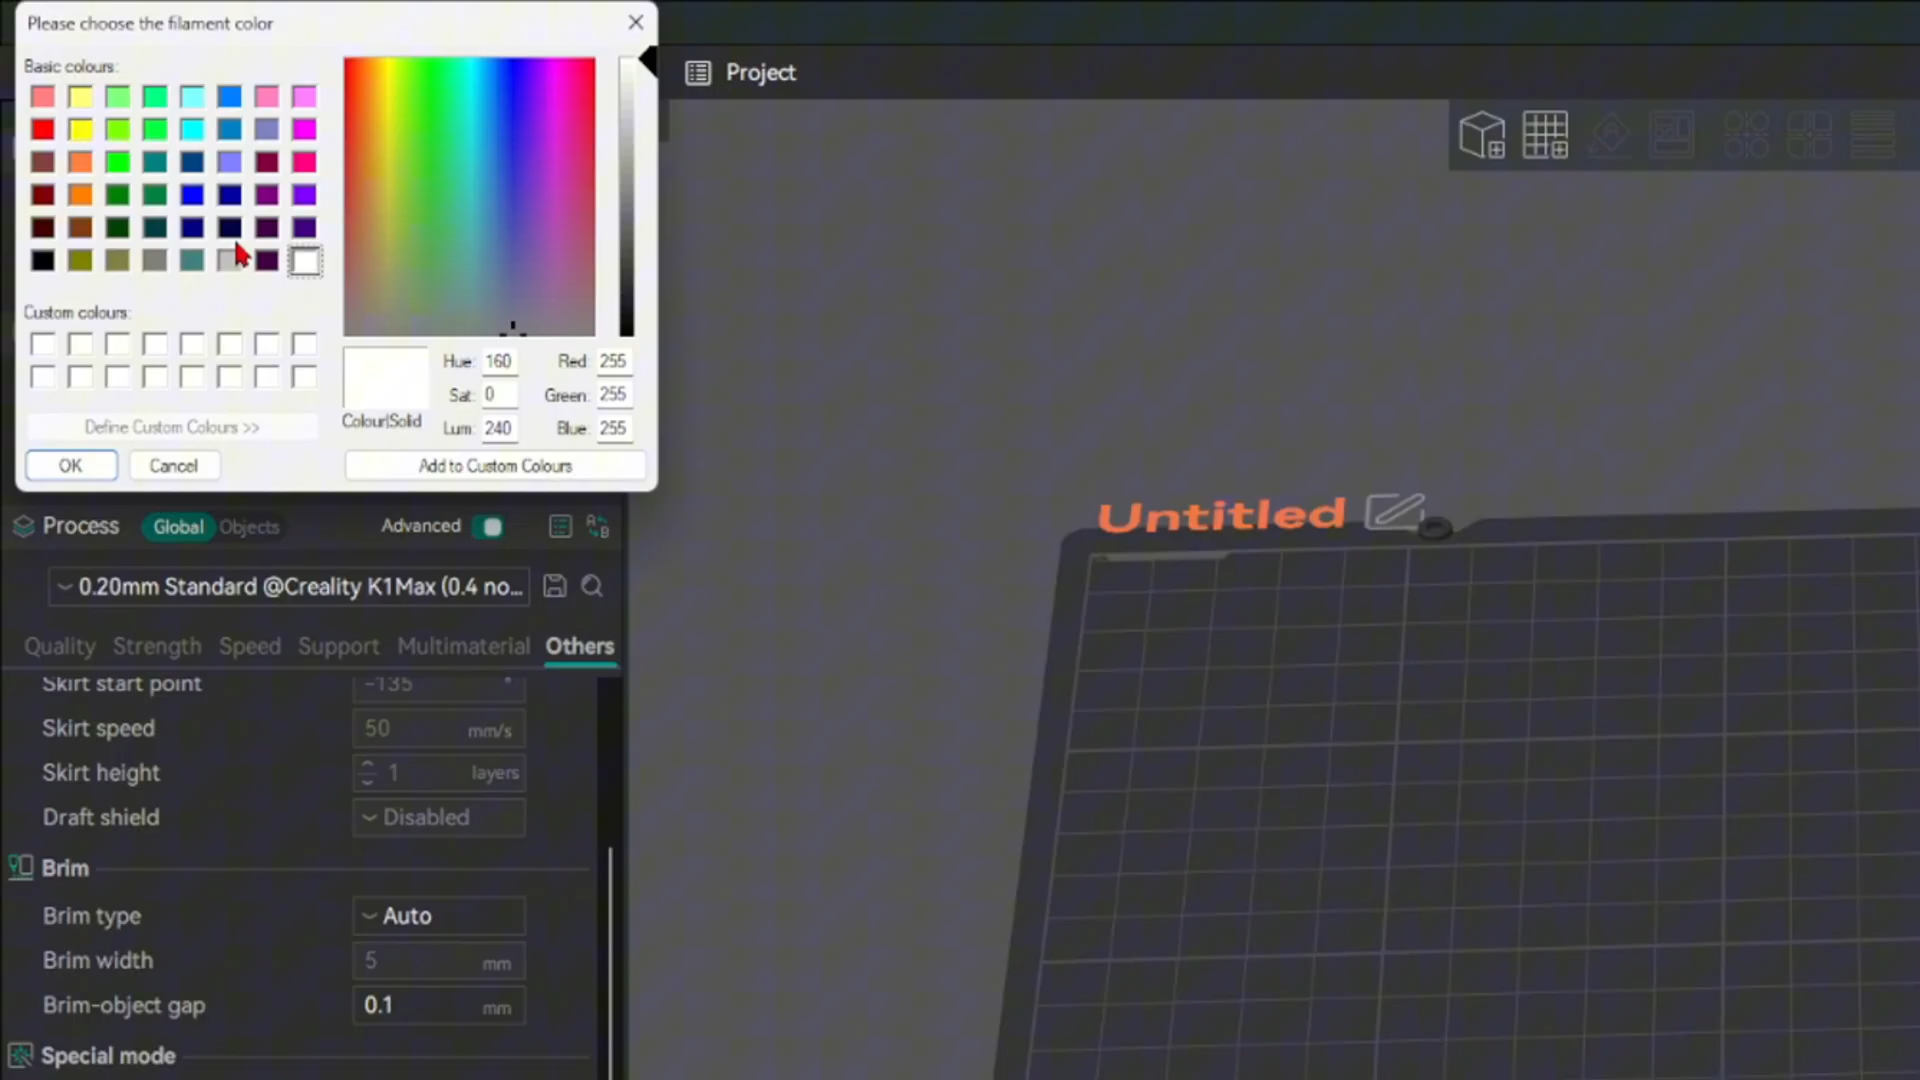 Please choose the filament color
Basic colours:
Custom colours:
Define Custom Colours >>
OK
Cancel
Hue: 160
Red: 255
Sat: 0
Green: 255
Colour|Solid
Lum: 240
Blue: 255
Add to Custom Colours
Project
Untitled
Process
Global
Objects
Advanced
0.20mm Standard @Creality K1Max (0.4 no...
Quality
Strength
Speed
Support
Multimaterial
Others
Skirt start point
-135
°
Skirt speed
50
mm/s
Skirt height
1
layers
Draft shield
Disabled
Brim
Brim type
Auto
Brim width
5
mm
Brim-object gap
0.1
mm
Special mode